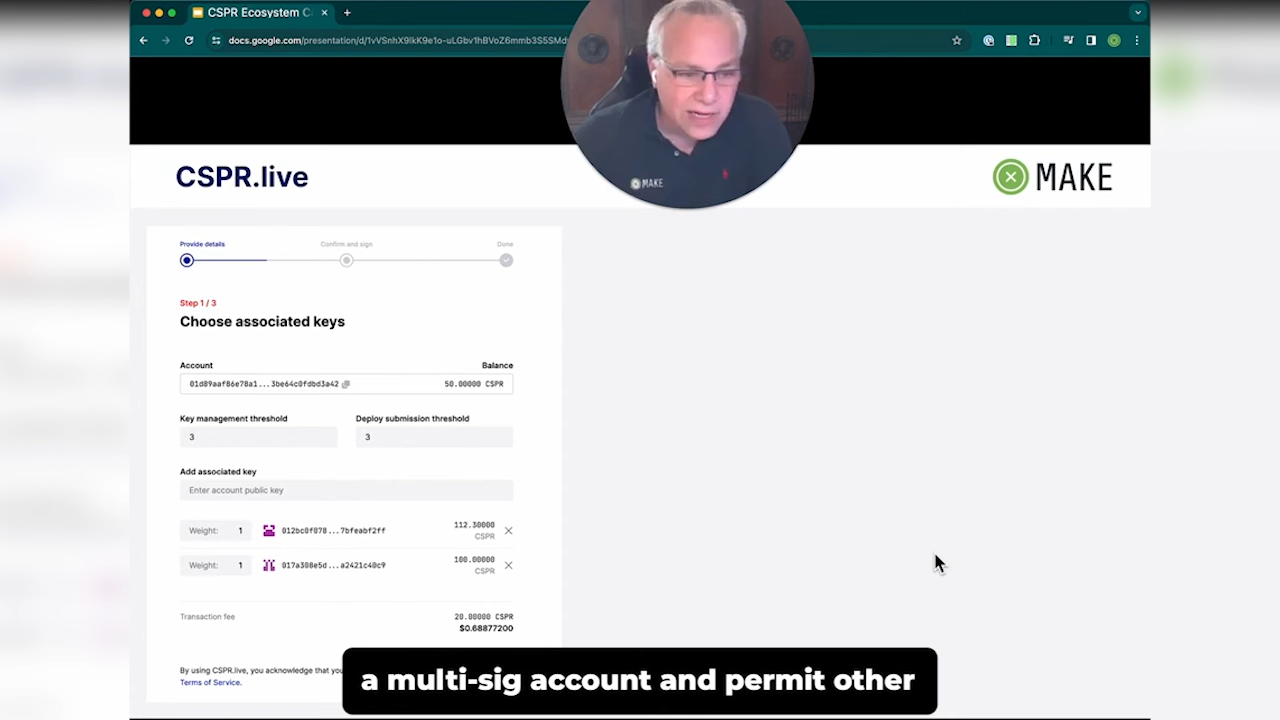 CSPR Ecosystem C
docs.google.com/presentation/d/1vVSnhX9lkK9e1o-uLGbv1hBVoZ6mmb3S5SMd
CSPR.live
MAKE
MAKE
Provide details
Confirm and sign
Done
Step 1 / 3
Choose associated keys
Account
Balance
01d89aaf86e78a1...3be64c0fdbd3a42
50.00000 CSPR
Key management threshold
Deploy submission threshold
3
3
Add associated key
Enter account public key
Weight: 1
012bc0f078...7bfeabf2ff
112.30000
CSPR
Weight: 1
017a308e5d...a2421c40c9
100.00000
CSPR
Transaction fee
20.00000 CSPR
$0.68877200
By using CSPR.live, you acknowledge that you
Terms of Service.
a multi-sig account and permit other